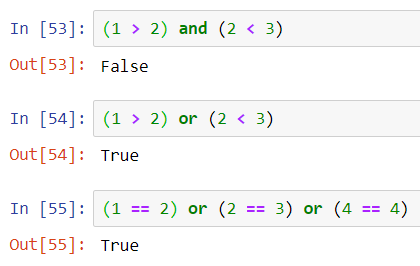 In [53]: (1 > 2) and (2 < 3)
Out[53]: False
In [54]: (1 > 2) or (2 < 3)
Out[54]: True
In [55]: (1 == 2) or (2 == 3) or (4 == 4)
Out[55]: True